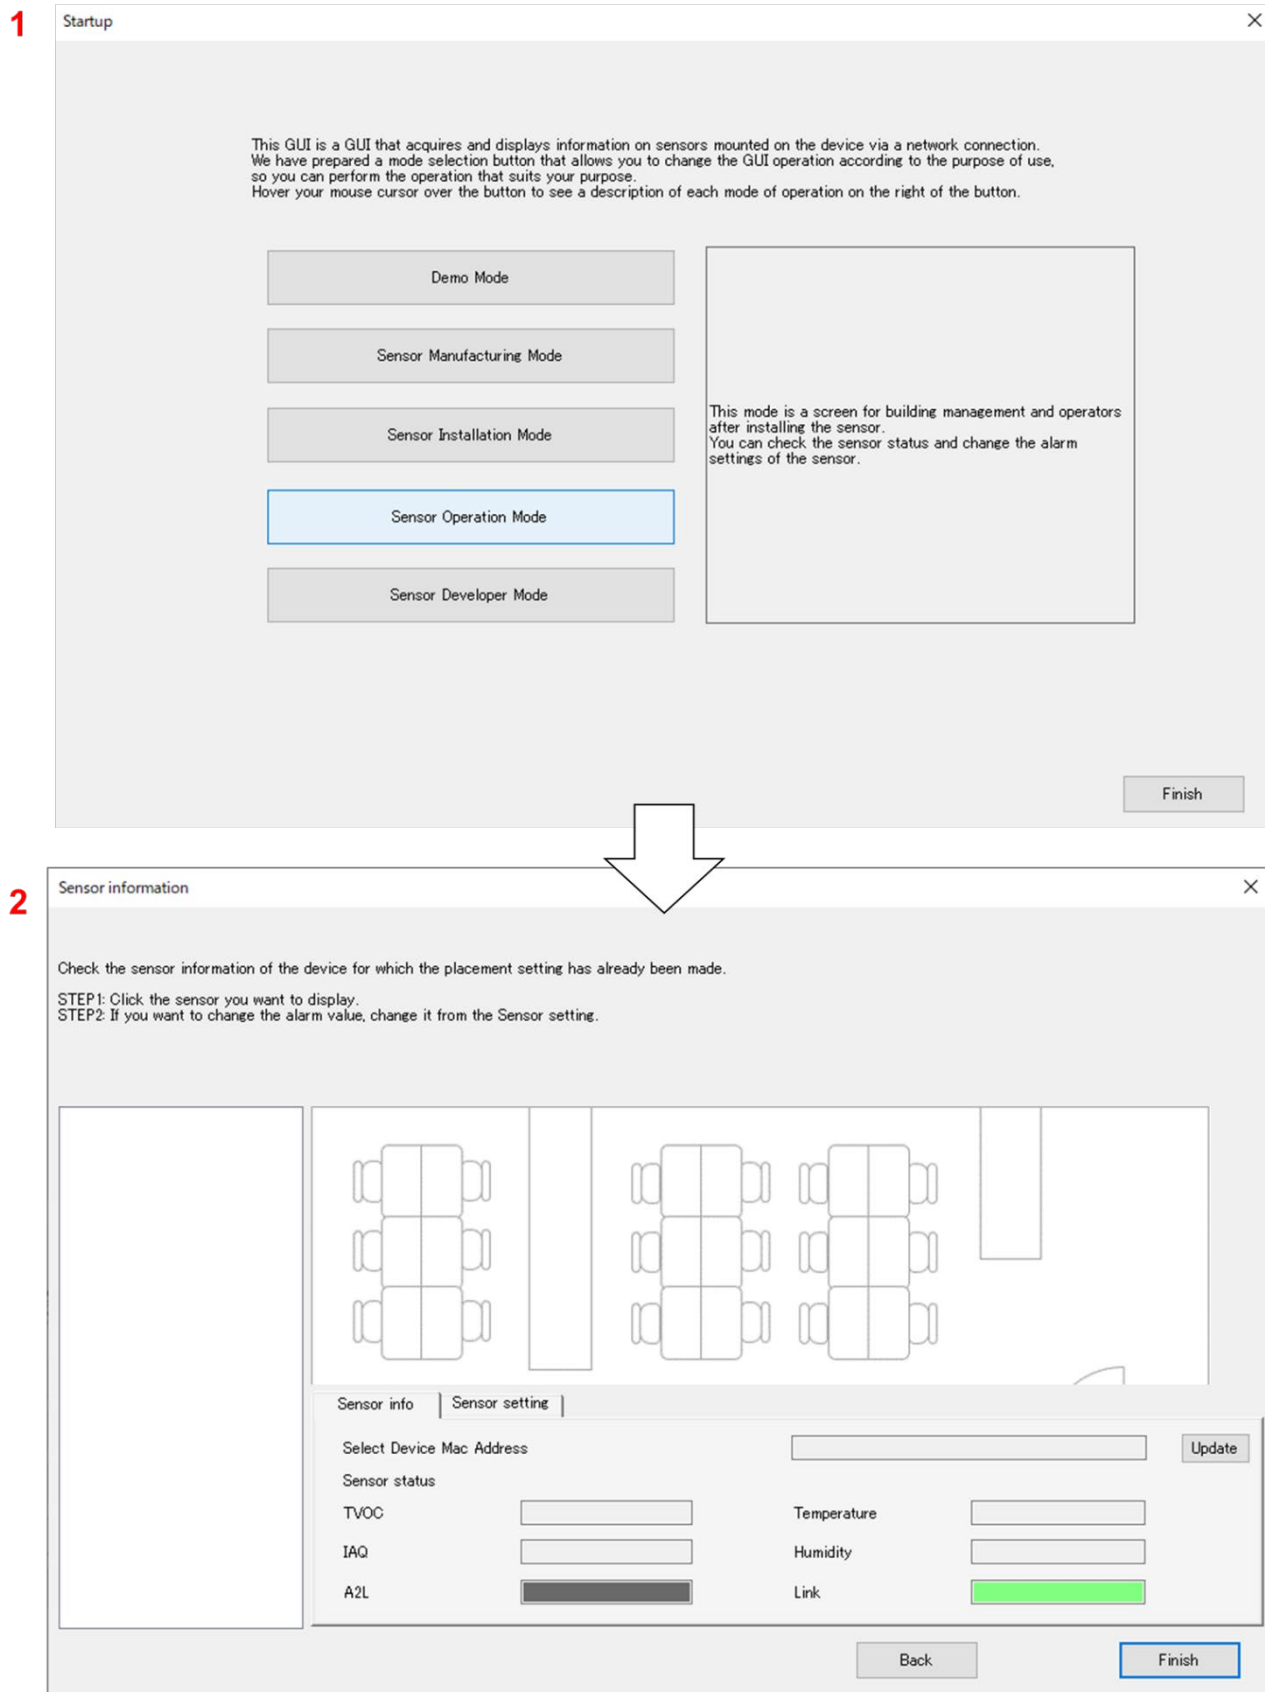 1
Startup
This GUI is a GUI that acquires and displays information on sensors mounted on the device via a network connection.
We have prepared a mode selection button that allows you to change the GUI operation according to the purpose of use,
so you can perform the operation that suits your purpose.
Hover your mouse cursor over the button to see a description of each mode of operation on the right of the button.
Demo Mode
Sensor Manufacturing Mode
Sensor Installation Mode
Sensor Operation Mode
Sensor Developer Mode
This mode is a screen for building management and operators
after installing the sensor.
You can check the sensor status and change the alarm
settings of the sensor.
Finish
2
Sensor information
Check the sensor information of the device for which the placement setting has already been made.
STEP1: Click the sensor you want to display.
STEP2: If you want to change the alarm value, change it from the Sensor setting.
Sensor info
Sensor setting
Select Device Mac Address
Update
Sensor status
TVOC
Temperature
IAQ
Humidity
A2L
Link
Back
Finish